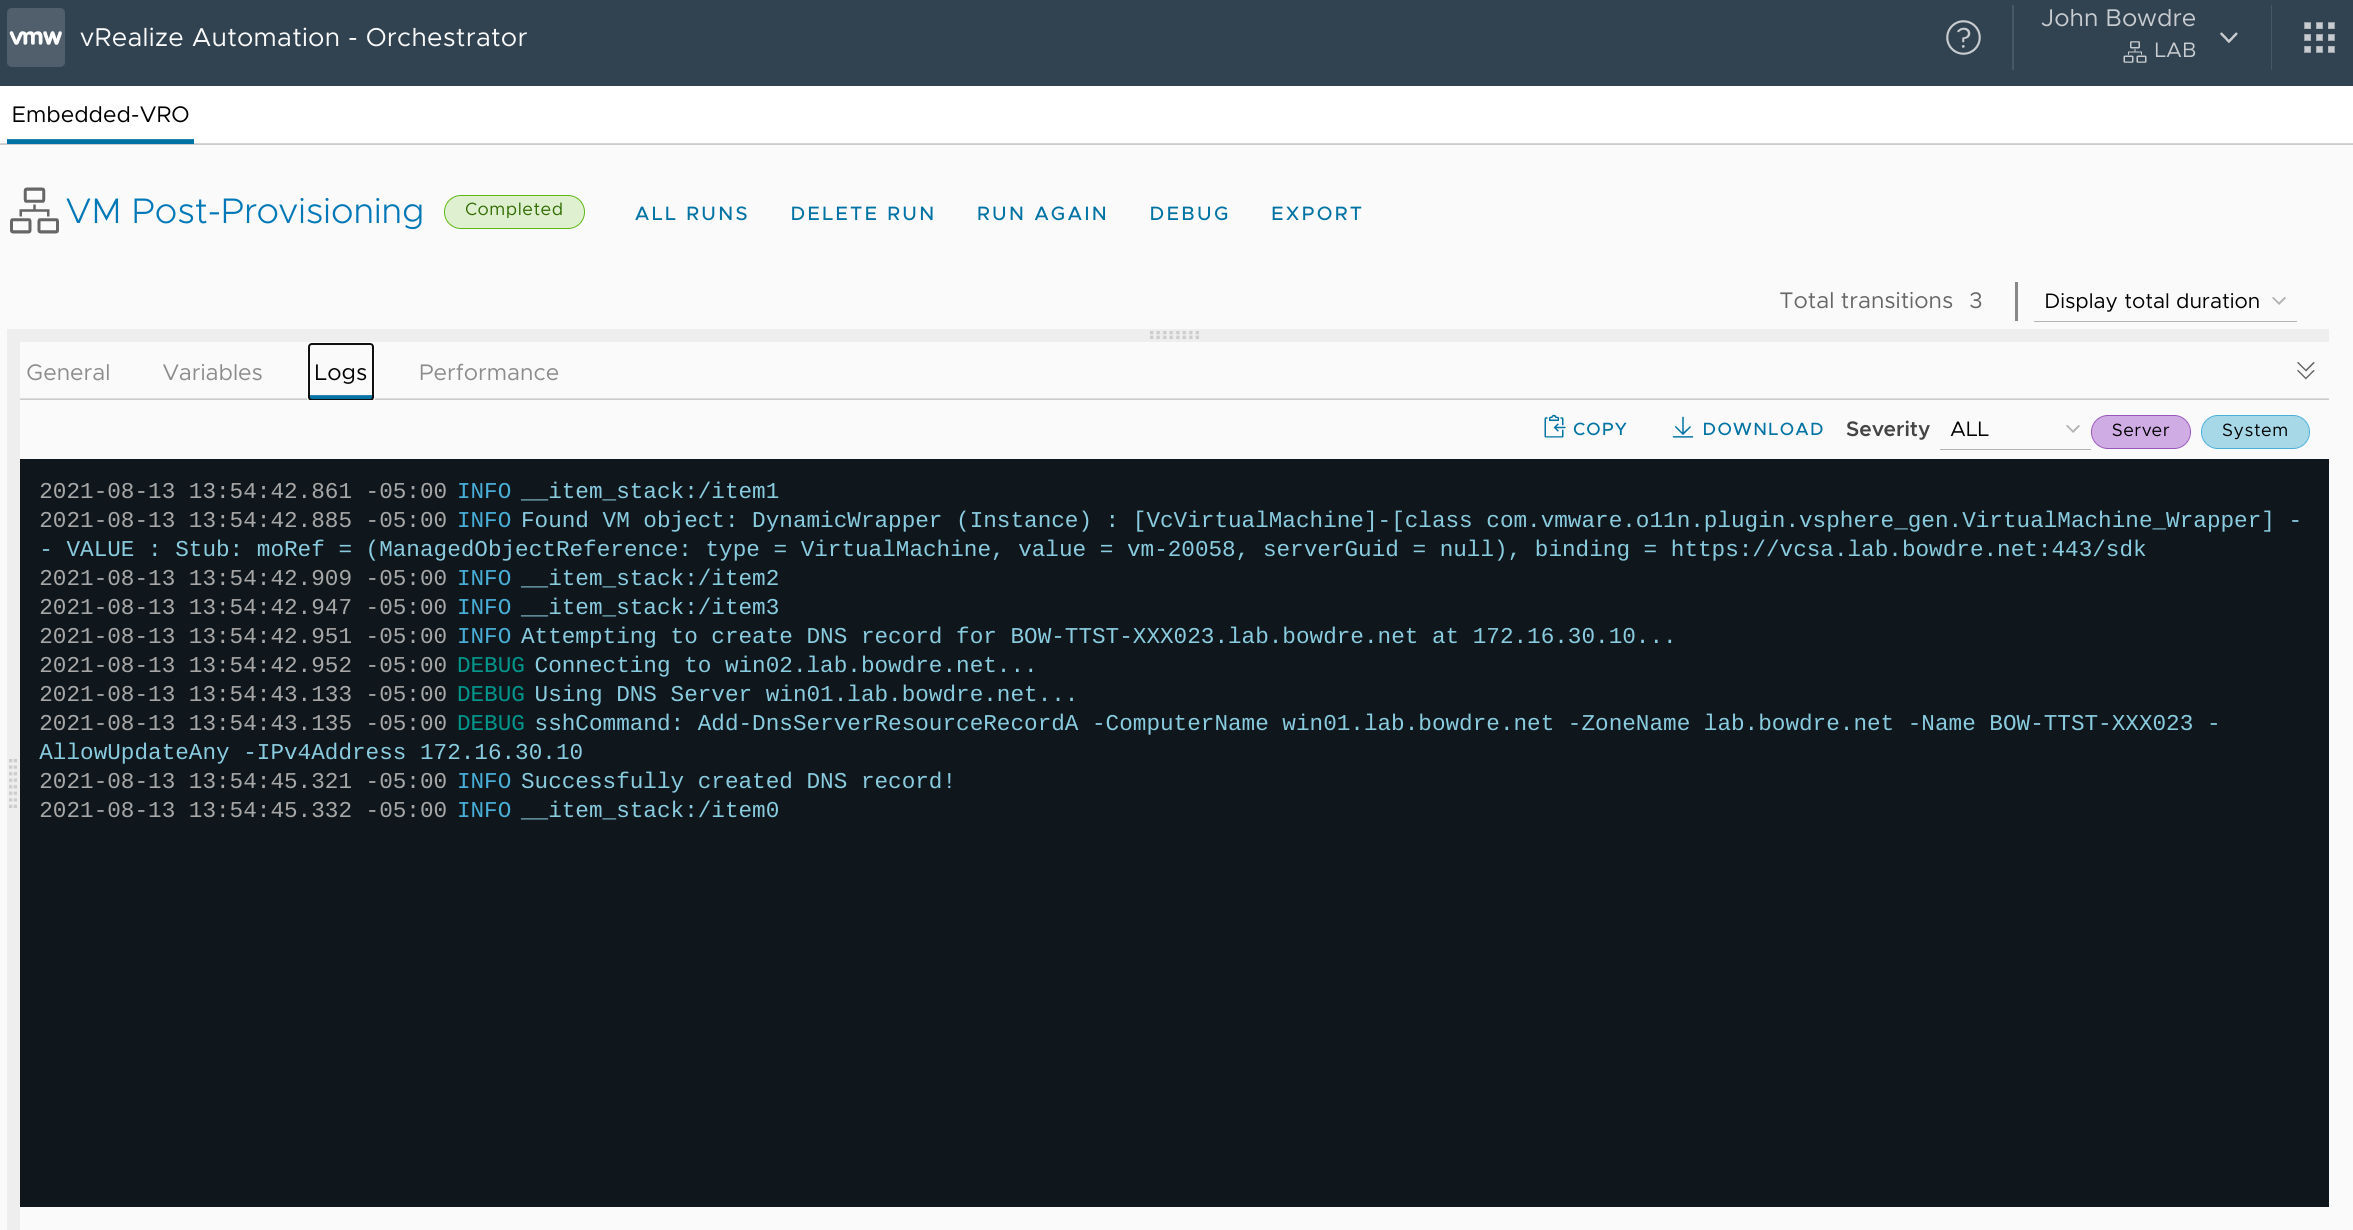 vmw vRealize Automation - Orchestrator
John Bowdre
LAB
Embedded-VRO
VM Post-Provisioning Completed ALL RUNS DELETE RUN RUN AGAIN DEBUG EXPORT
Total transitions 3 Display total duration
General Variables Logs Performance
COPY DOWNLOAD Severity ALL Server System
2021-08-13 13:54:42.861 -05:00 INFO __item_stack:/item1
2021-08-13 13:54:42.885 -05:00 INFO Found VM object: DynamicWrapper (Instance) : [VcVirtualMachine]-[class com.vmware.o11n.plugin.vsphere_gen.VirtualMachine_Wrapper] -
- VALUE : Stub: moRef = (ManagedObjectReference: type = VirtualMachine, value = vm-20058, serverGuid = null), binding = https://vcsa.lab.bowdre.net:443/sdk
2021-08-13 13:54:42.909 -05:00 INFO __item_stack:/item2
2021-08-13 13:54:42.947 -05:00 INFO __item_stack:/item3
2021-08-13 13:54:42.951 -05:00 INFO Attempting to create DNS record for BOW-TTST-XXX023.lab.bowdre.net at 172.16.30.10...
2021-08-13 13:54:42.952 -05:00 DEBUG Connecting to win02.lab.bowdre.net...
2021-08-13 13:54:43.133 -05:00 DEBUG Using DNS Server win01.lab.bowdre.net...
2021-08-13 13:54:43.135 -05:00 DEBUG sshCommand: Add-DnsServerResourceRecordA -ComputerName win01.lab.bowdre.net -ZoneName lab.bowdre.net -Name BOW-TTST-XXX023 -
AllowUpdateAny -IPv4Address 172.16.30.10
2021-08-13 13:54:45.321 -05:00 INFO Successfully created DNS record!
2021-08-13 13:54:45.332 -05:00 INFO __item_stack:/item0